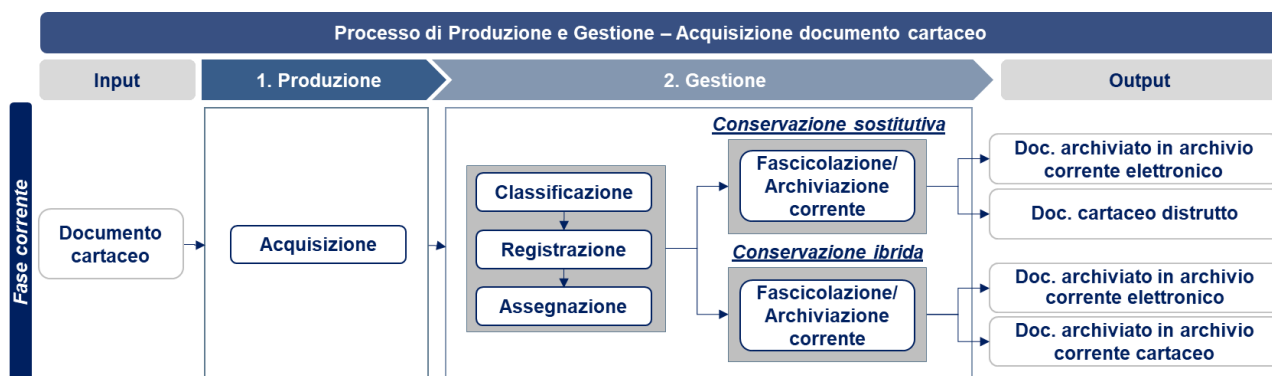 Processo di Produzione e Gestione – Acquisizione documento cartaceo
Input
1. Produzione
2. Gestione
Output
Fase corrente
Documento
cartaceo
Acquisizione
Classificazione
Registrazione
Assegnazione
Conservazione sostitutiva
Fascicolazione/
Archiviazione
corrente
Conservazione ibrida
Fascicolazione/
Archiviazione
corrente
Doc. archiviato in archivio
corrente elettronico
Doc. cartaceo distrutto
Doc. archiviato in archivio
corrente elettronico
Doc. archiviato in archivio
corrente cartaceo